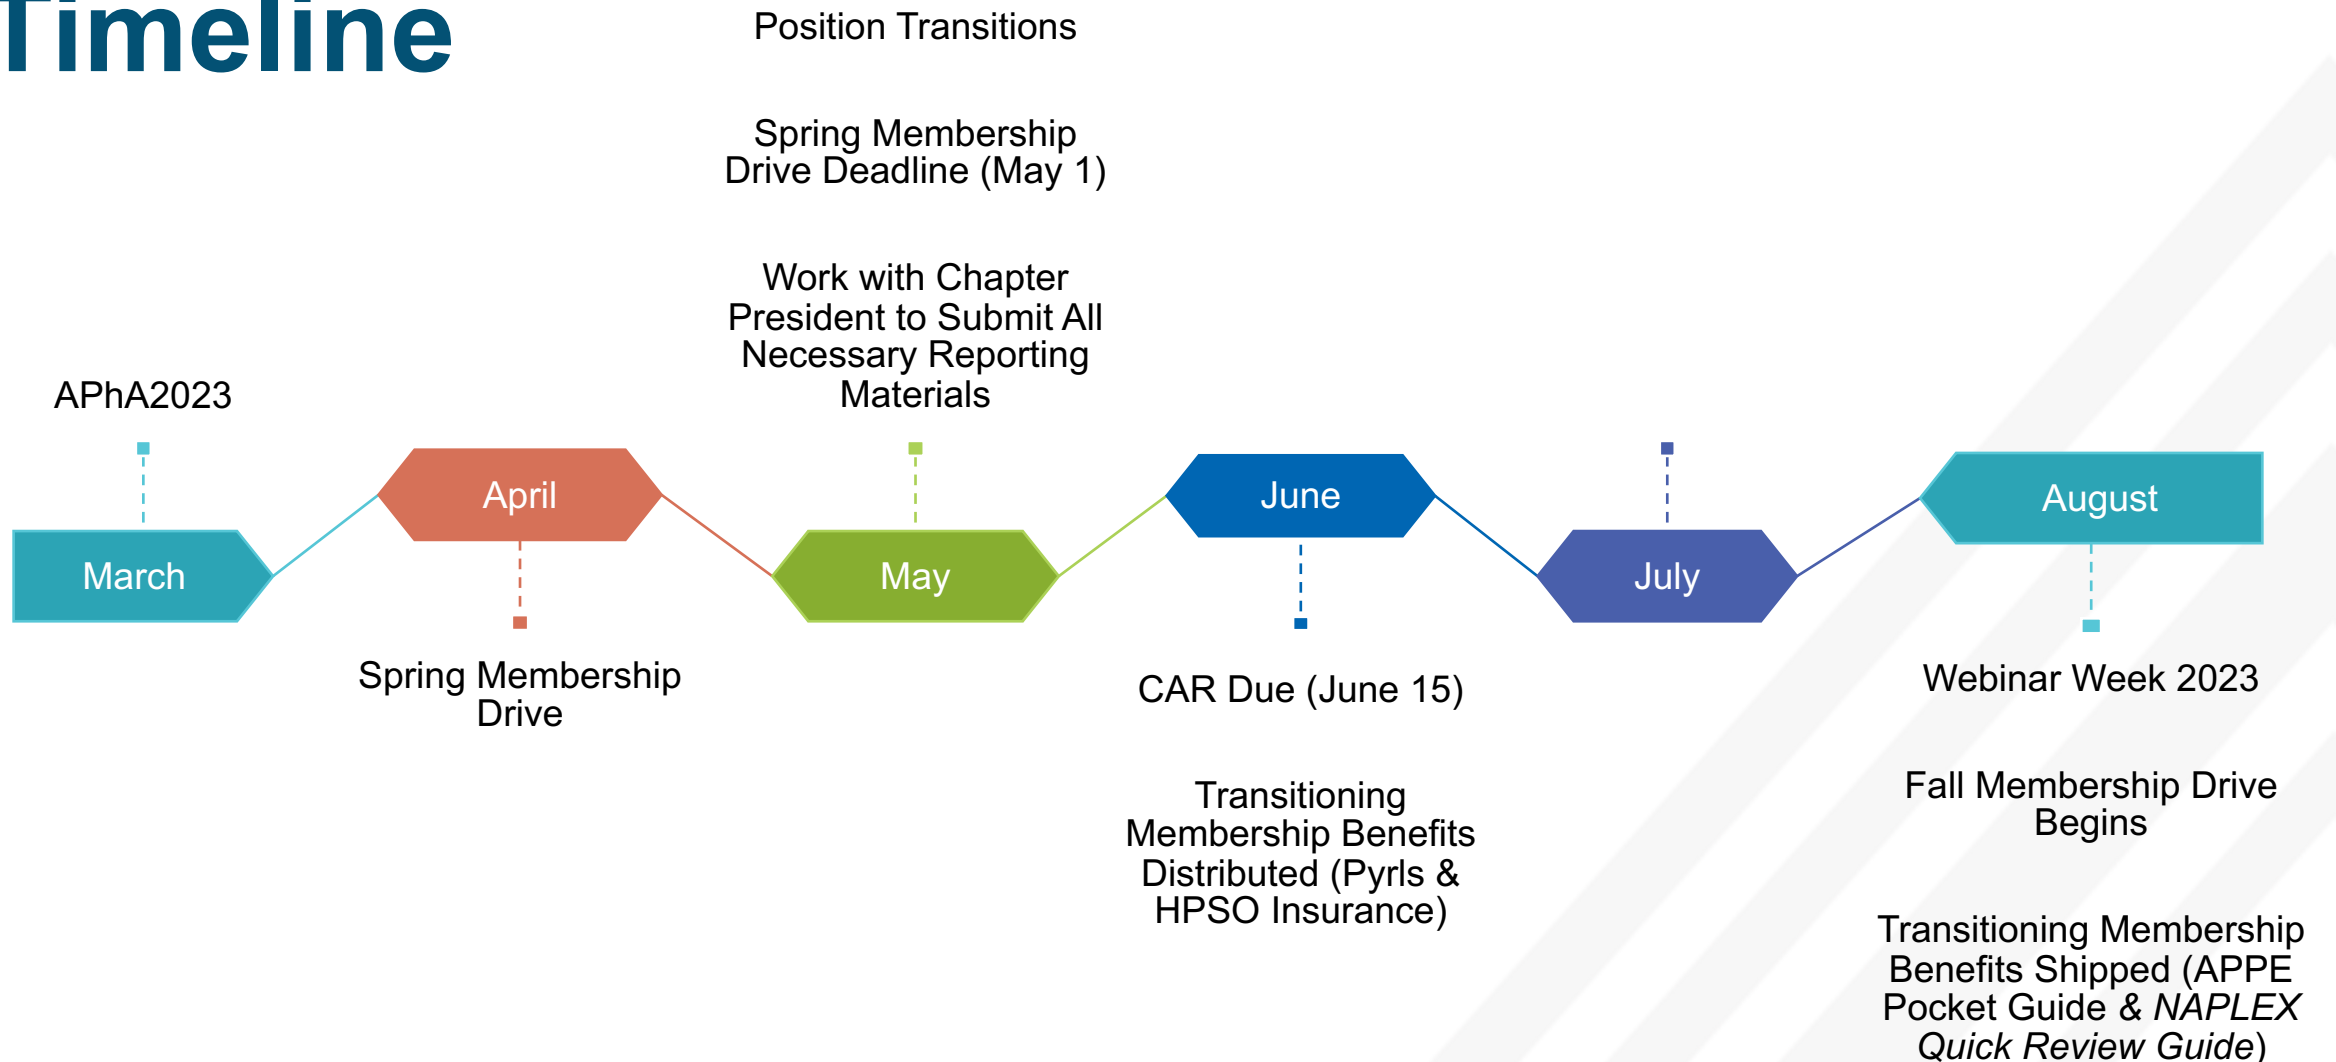 Timeline
Position Transitions
Spring Membership
Drive Deadline (May 1)
Work with Chapter
President to Submit All
Necessary Reporting
Materials
APhA2023
March
April
May
June
July
August
Spring Membership
Drive
CAR Due (June 15)
Transitioning
Membership Benefits
Distributed (Pyrls &
HPSO Insurance)
Webinar Week 2023
Fall Membership Drive
Begins
Transitioning Membership
Benefits Shipped (APPE
Pocket Guide & NAPLEX
Quick Review Guide)